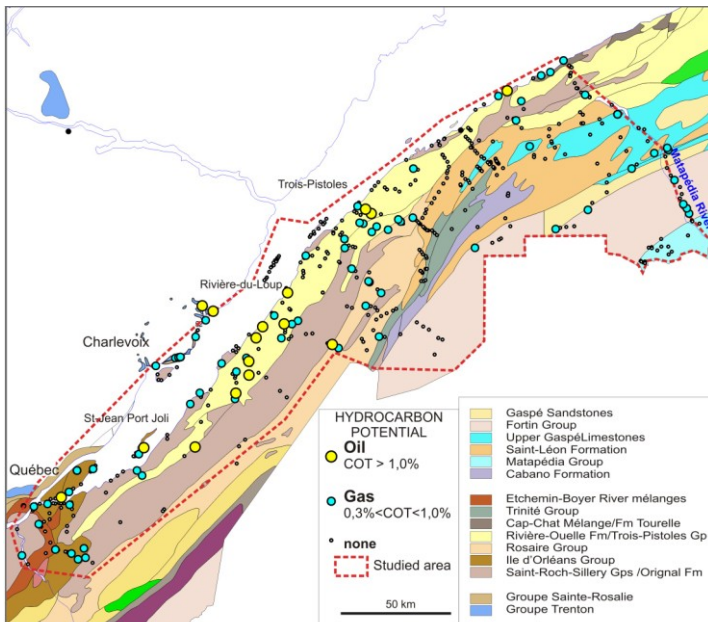 Trois-Pistoles
Matapédia River
Rivière-du-Loup
Charlevoix
St-Jean Port Joli
Québec
HYDROCARBON
POTENTIAL
Oil
COT > 1,0%
Gas
0,3%<COT<1,0%
none
Studied area
50 km
Gaspé Sandstones
Fortin Group
Upper GaspéLimestones
Saint-Léon Formation
Matapédia Group
Cabano Formation
Etchemin-Boyer River mélanges
Trinité Group
Cap-Chat Mélange/Fm Tourelle
Rivière-Ouelle Fm/Trois-Pistoles Gp
Rosaire Group
Ile d'Orléans Group
Saint-Roch-Sillery Gps /Orignal Fm
Groupe Sainte-Rosalie
Groupe Trenton